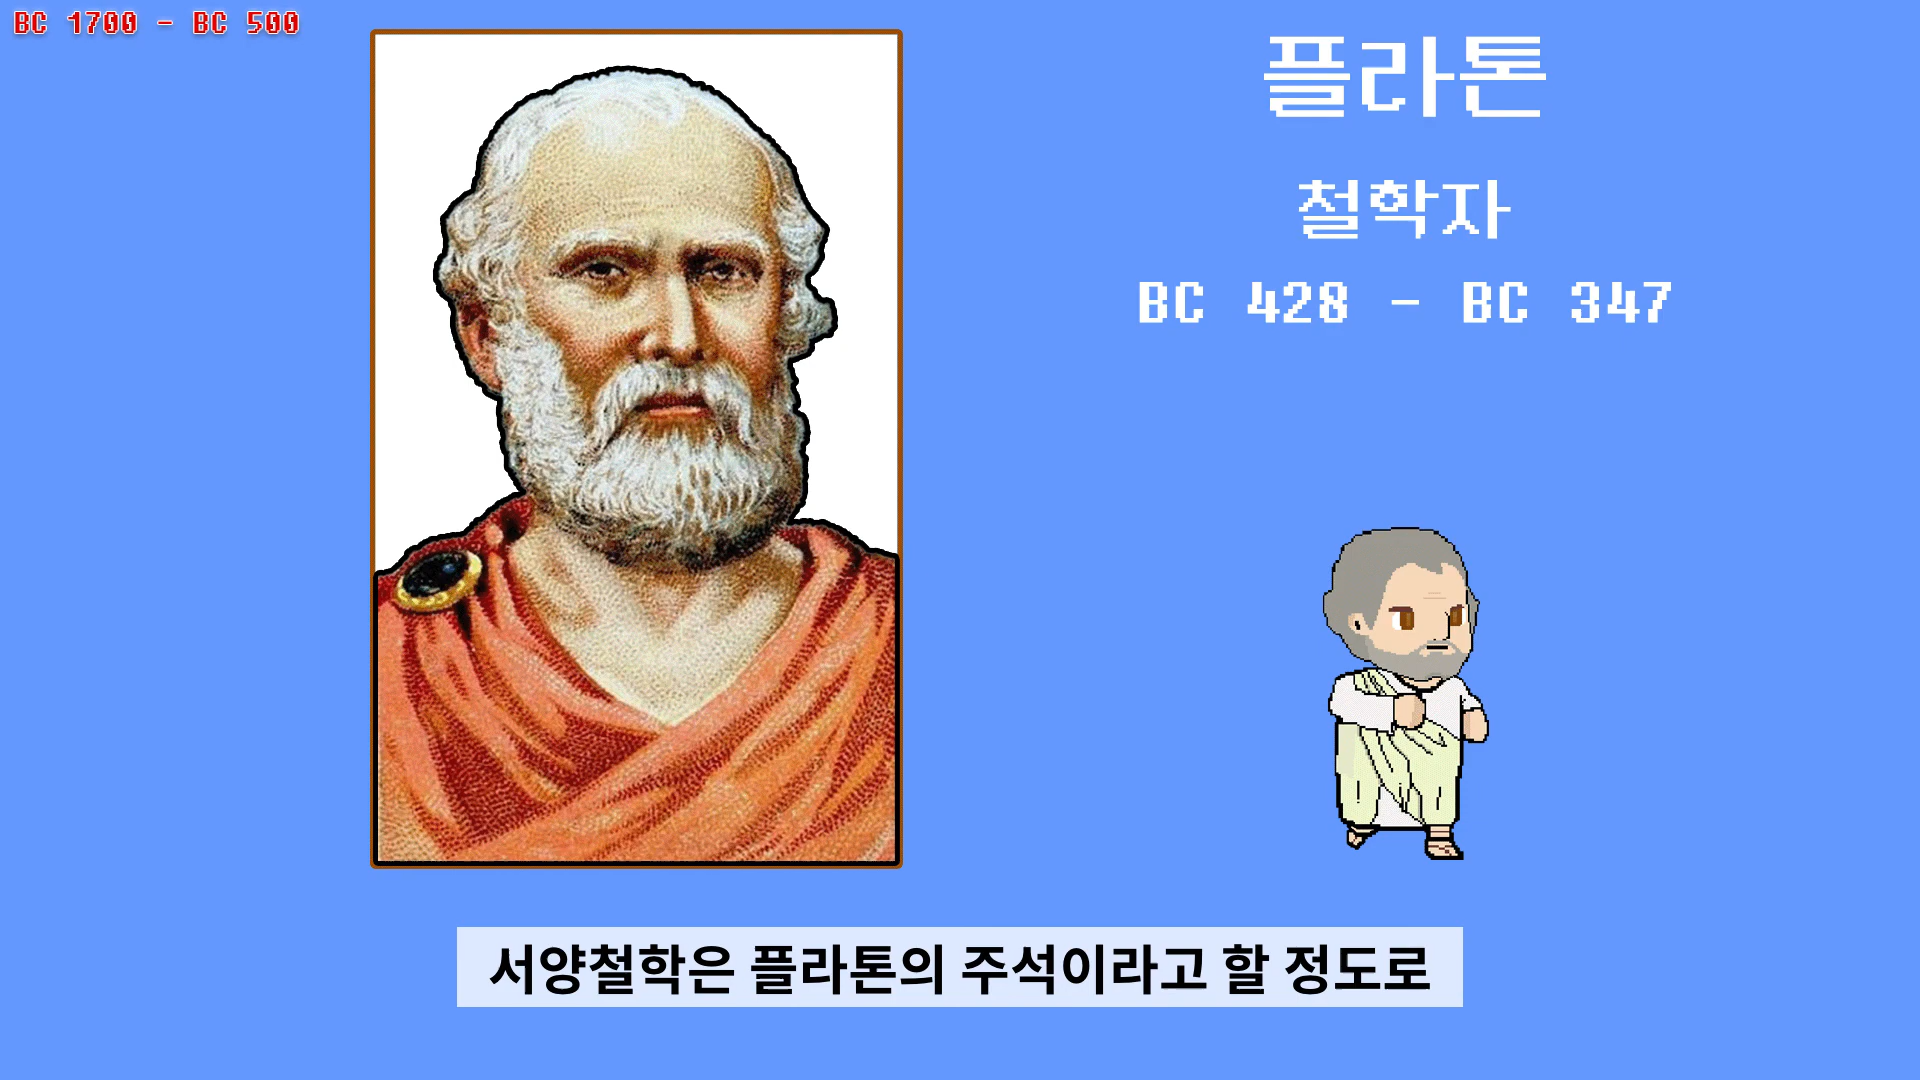 BC 1700 - BC 500
플라톤
철학자
BC 428 - BC 347
서양철학은 플라톤의 주석이라고 할 정도로